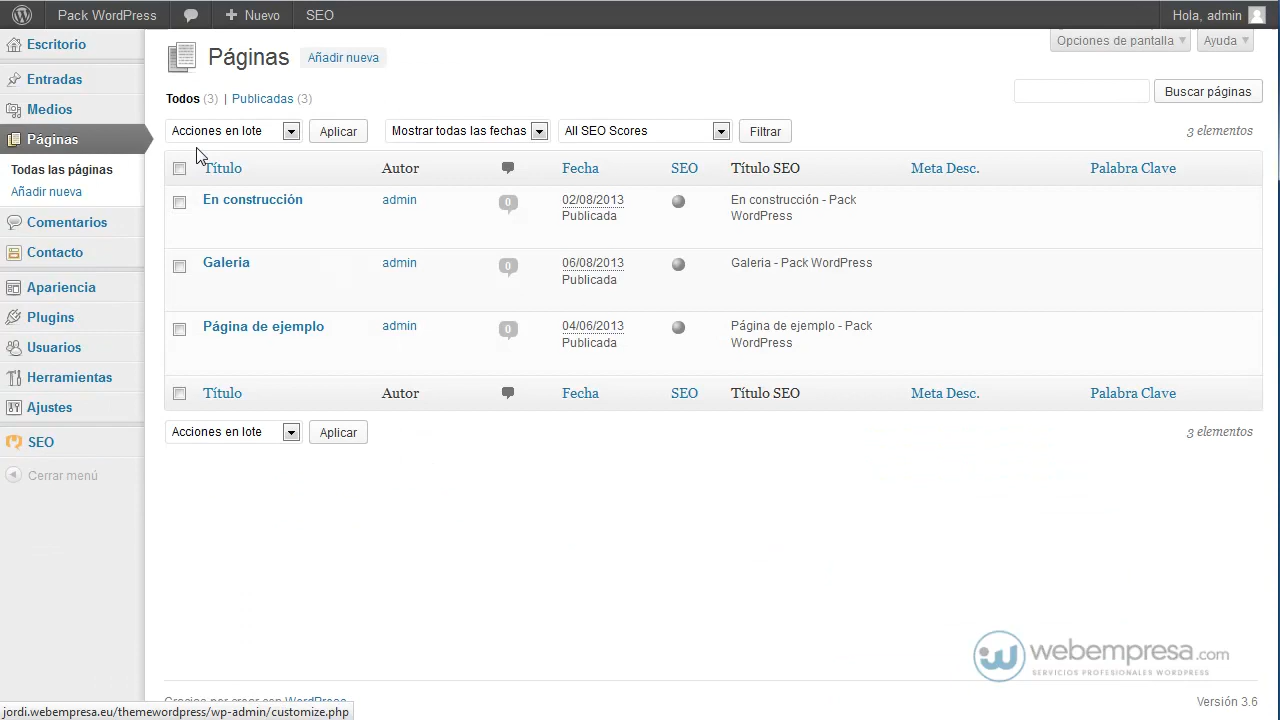 Pack WordPress
Nuevo
SEO
Hola, admin
Escritorio
Entradas
Medios
Páginas
Todas las páginas
Añadir nueva
Comentarios
Contacto
Apariencia
Plugins
Usuarios
Herramientas
Ajustes
SEO
Cerrar menú
Opciones de pantalla
Ayuda
Páginas Añadir nueva
Todos (3) | Publicadas (3)
Buscar páginas
Acciones en lote Aplicar Mostrar todas las fechas All SEO Scores Filtrar 3 elementos
Título Autor Fecha SEO Título SEO Meta Desc. Palabra Clave
En construcción admin 0 02/08/2013 En construcción - Pack
Publicada WordPress
Galeria admin 0 06/08/2013 Galeria - Pack WordPress
Publicada
Página de ejemplo admin 0 04/06/2013 Página de ejemplo - Pack
Publicada WordPress
Título Autor Fecha SEO Título SEO Meta Desc. Palabra Clave
Acciones en lote Aplicar 3 elementos
webempresa.com
SERVICIOS PROFESIONALES WORDPRESS
Gracias por crear con WordPress.
Versión 3.6
jordi.webempresa.eu/themewordpress/wp-admin/customize.php